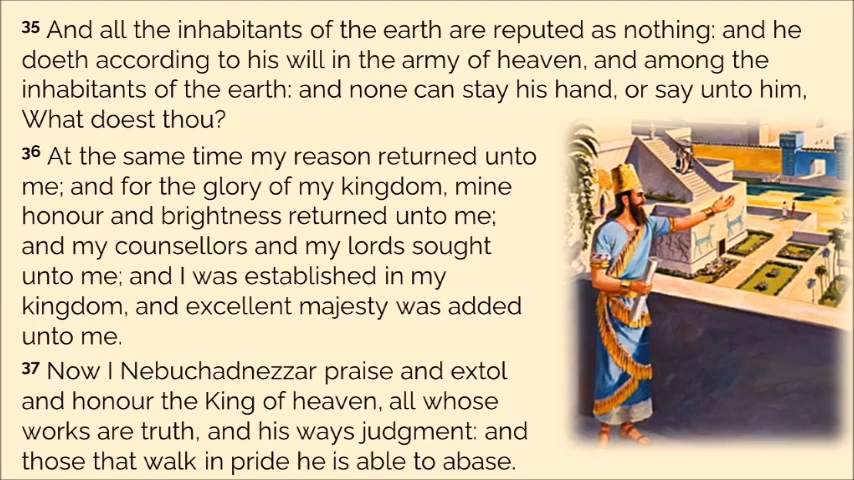 35 And all the inhabitants of the earth are reputed as nothing: and he
doeth according to his will in the army of heaven, and among the
inhabitants of the earth: and none can stay his hand, or say unto him,
What doest thou?
36 At the same time my reason returned unto
me; and for the glory of my kingdom, mine
honour and brightness returned unto me;
and my counsellors and my lords sought
unto me; and I was established in my
kingdom, and excellent majesty was added
unto me.
37 Now I Nebuchadnezzar praise and extol
and honour the King of heaven, all whose
works are truth, and his ways judgment: and
those that walk in pride he is able to abase.